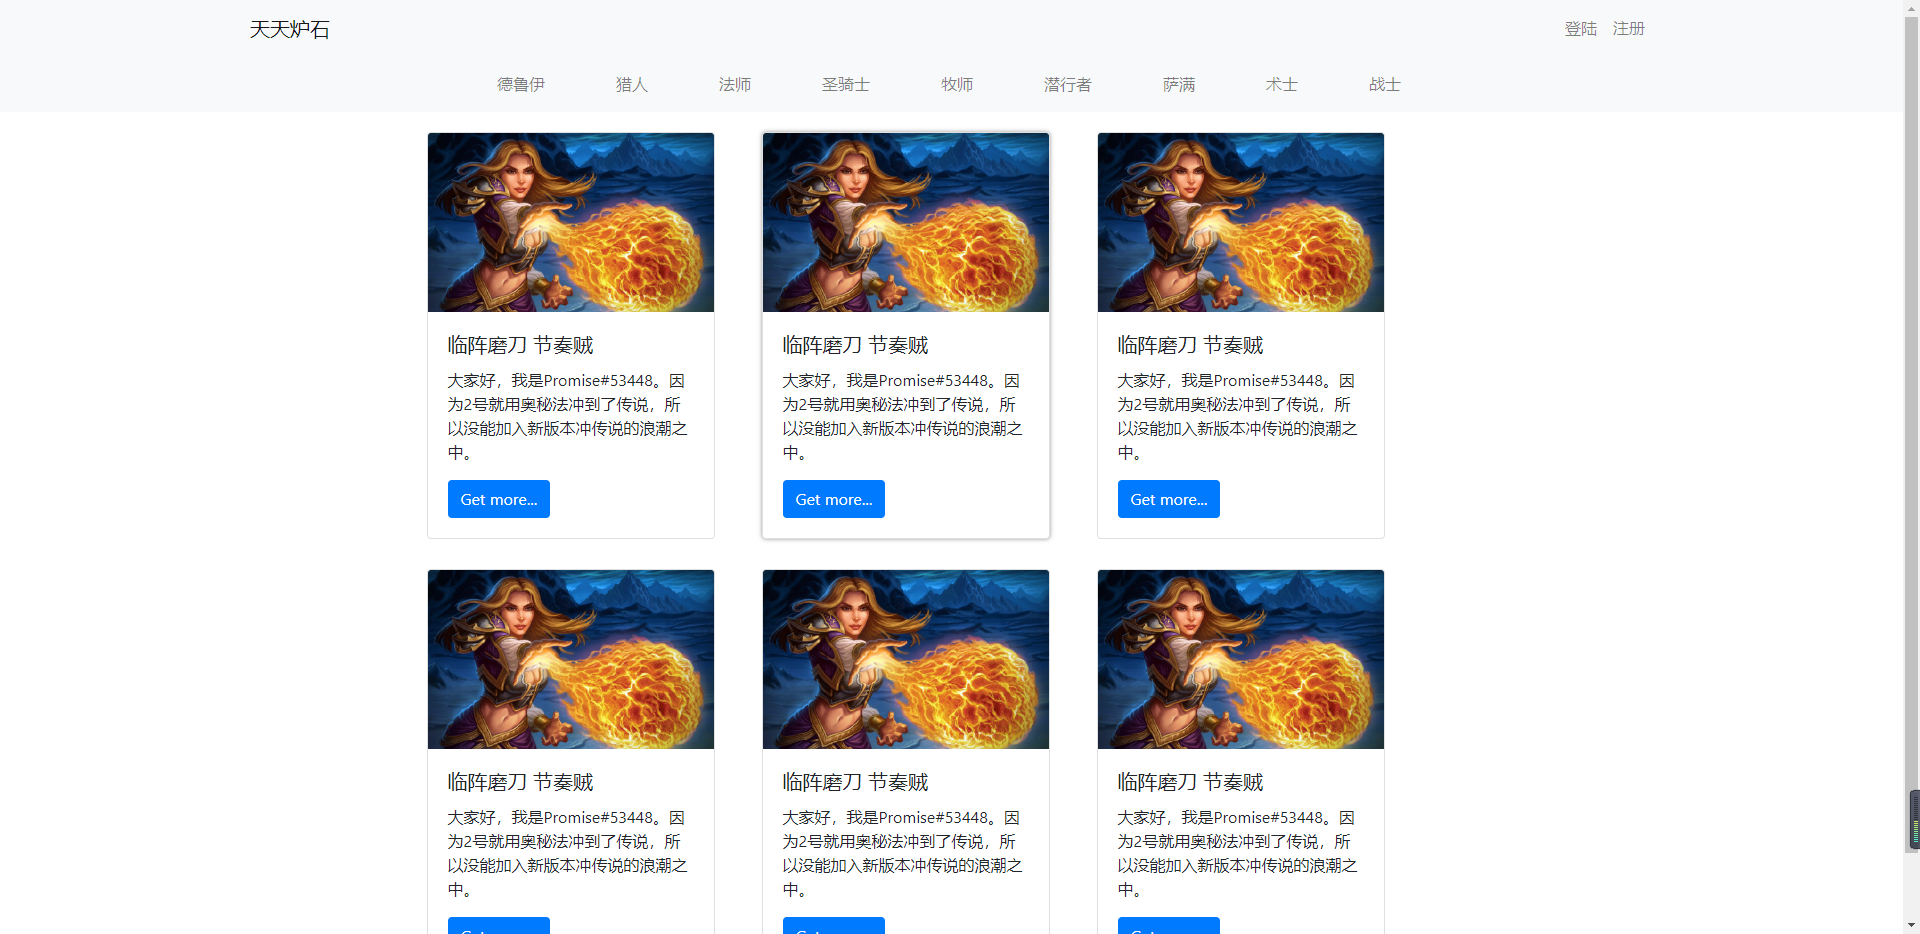 天天炉石 登陆 注册
德鲁伊 猎人 法师 圣骑士 牧师 潜行者 萨满 术士 战士
临阵磨刀 节奏贼
大家好，我是Promise#53448。因
为2号就用奥秘法冲到了传说，所
以没能加入新版本冲传说的浪潮之
中。
Get more...
临阵磨刀 节奏贼
大家好，我是Promise#53448。因
为2号就用奥秘法冲到了传说，所
以没能加入新版本冲传说的浪潮之
中。
Get more...
临阵磨刀 节奏贼
大家好，我是Promise#53448。因
为2号就用奥秘法冲到了传说，所
以没能加入新版本冲传说的浪潮之
中。
Get more...
临阵磨刀 节奏贼
大家好，我是Promise#53448。因
为2号就用奥秘法冲到了传说，所
以没能加入新版本冲传说的浪潮之
中。
临阵磨刀 节奏贼
大家好，我是Promise#53448。因
为2号就用奥秘法冲到了传说，所
以没能加入新版本冲传说的浪潮之
中。
临阵磨刀 节奏贼
大家好，我是Promise#53448。因
为2号就用奥秘法冲到了传说，所
以没能加入新版本冲传说的浪潮之
中。